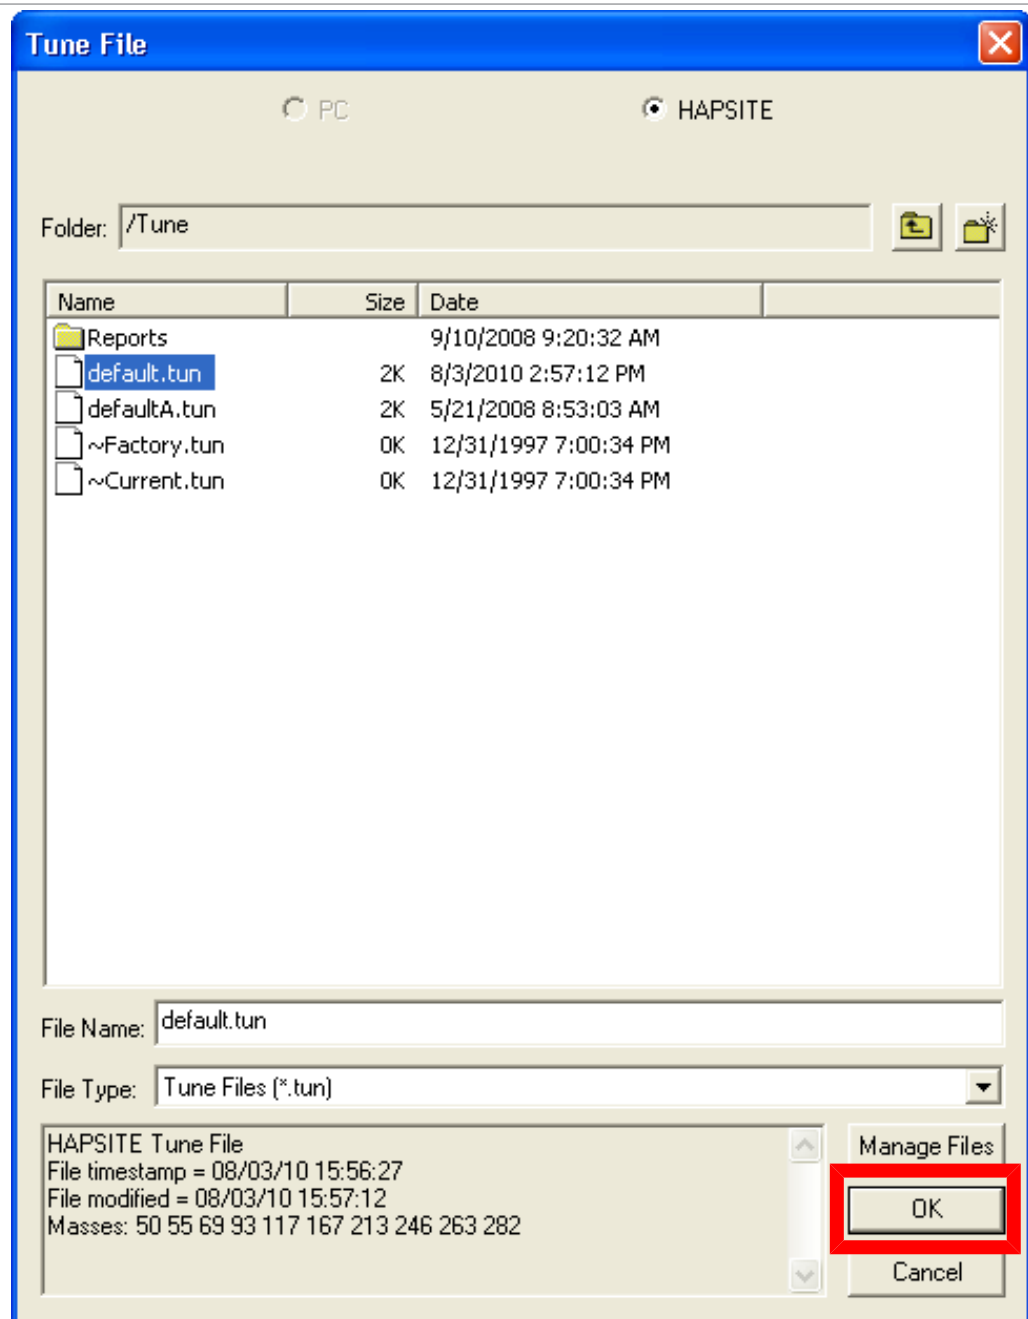 Tune File
PC HAPSITE
Folder: /Tune
Name Size Date
Reports 9/10/2008 9:20:32 AM
default.tun 2K 8/3/2010 2:57:12 PM
defaultA.tun 2K 5/21/2008 8:53:03 AM
~Factory.tun 0K 12/31/1997 7:00:34 PM
~Current.tun 0K 12/31/1997 7:00:34 PM
File Name: default.tun
File Type: Tune Files (*.tun)
HAPSITE Tune File
File timestamp = 08/03/10 15:56:27
File modified = 08/03/10 15:57:12
Masses: 50 55 69 93 117 167 213 246 263 282
Manage Files
OK
Cancel